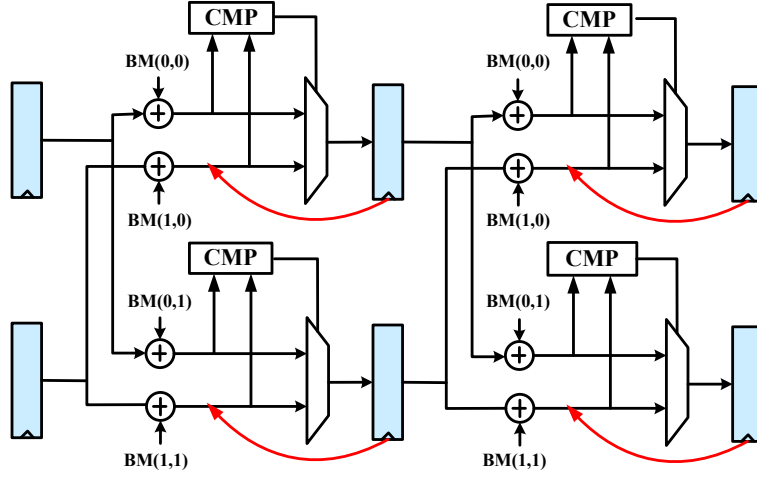 CMP
CMP
BM(0,0)
BM(0,0)
BM(1,0)
BM(1,0)
CMP
CMP
BM(0,1)
BM(0,1)
BM(1,1)
BM(1,1)